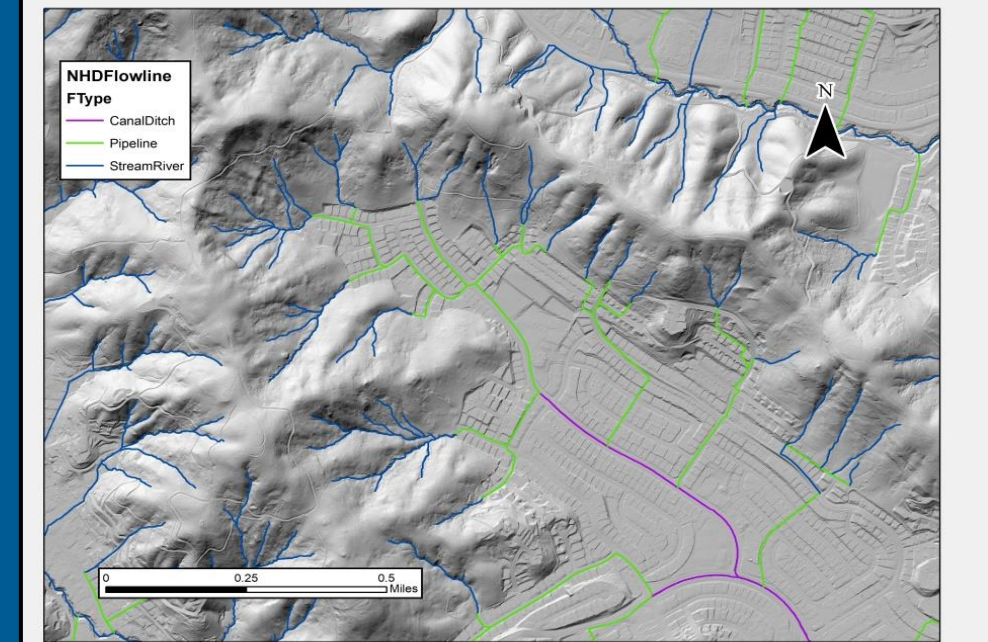 NHDFlowline
FType
CanalDitch
Pipeline
StreamRiver
N
0 0.25 0.5
Miles